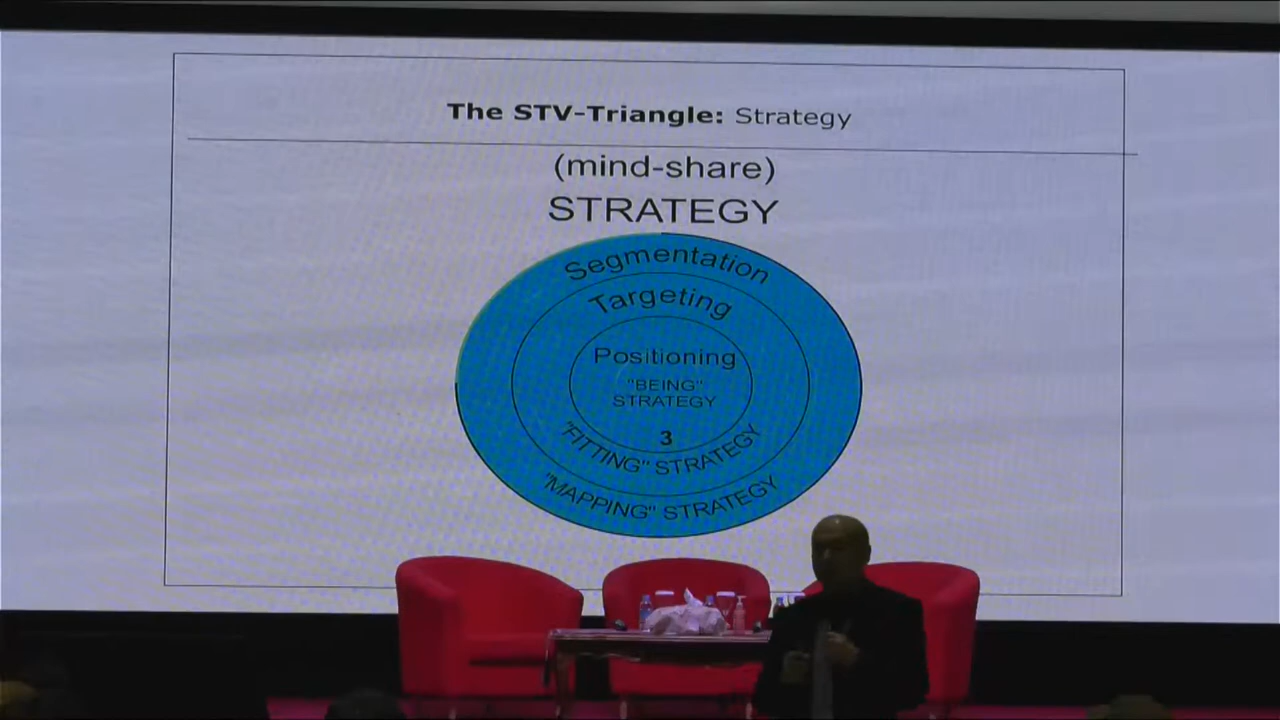 The STV-Triangle: Strategy
(mind-share)
STRATEGY
Segmentation
Targeting
Positioning
"BEING"
STRATEGY
3
"FITTING" STRATEGY
"MAPPING" STRATEGY